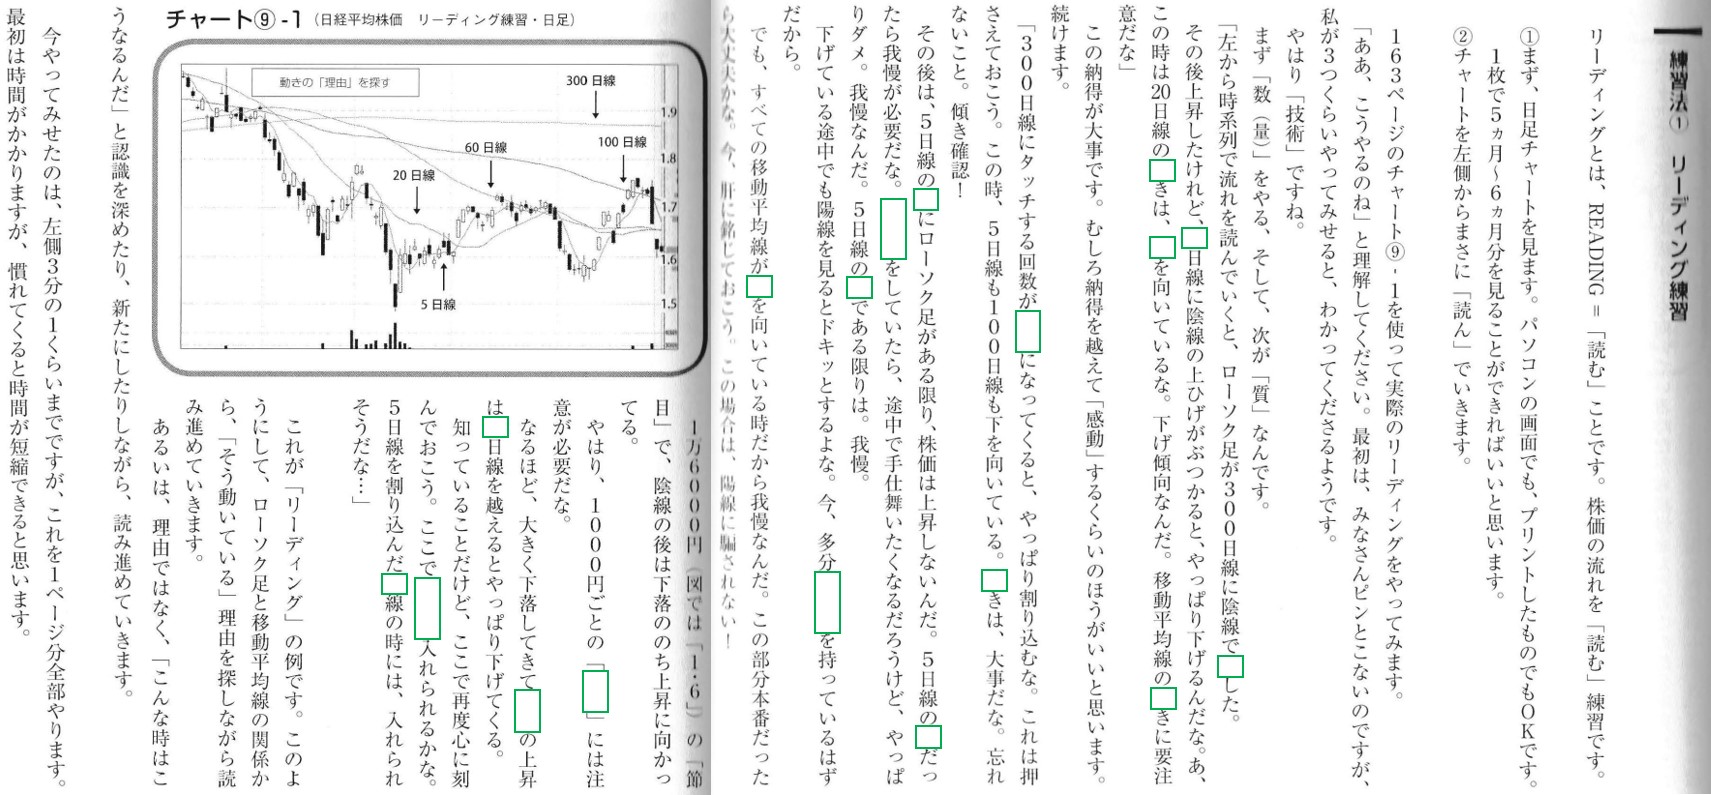 練習法① リーディング練習
リーディングとは、READING＝「読む」ことです。株価の流れを「読む」練習です。
①まず、日足チャートを見ます。パソコンの画面でも、プリントしたものでもOKです。
1枚で5ヵ月〜6ヵ月分を見ることができればいいと思います。
②チャートを左側からまさに「読ん」でいきます。
163ページのチャート⑨-1を使って実際のリーディングをやってみます。
「ああ、こうやるのね」と理解してください。最初は、みなさんピンとこないのですが、
私が3つくらいやってみせると、わかってくださるようです。
やはり「技術」ですね。
まず「数（量）」をやる、そして、次が「質」なんです。
「左から時系列で流れを読んでいくと、ローソク足が300日線に陰線で した。
その後上昇したけれど、 日線に陰線の上ひげがぶつかると、やっぱり下げるんだな。あ、
この時は20日線の きは、 を向いているな。下げ傾向なんだ。移動平均線の きに要注
意だな」
この納得が大事です。むしろ納得を越えて「感動」するくらいのほうがいいと思います。
続けます。
「300日線にタッチする回数が になってくると、やっぱり割り込むな。これは押
さえておこう。この時、5日線も100日線も下を向いている。 きは、大事だな。忘れ
ないこと。傾き確認！
その後は、5日線の にローソク足がある限り、株価は上昇しないんだ。5日線の だっ
たら我慢が必要だな。 をしていたら、途中で手仕舞いたくなるだろうけど、やっぱ
りダメ。我慢なんだ。5日線の である限りは。我慢。
下げている途中でも陽線を見るとドキッとするよな。今、多分 を持っているはず
だから。
でも、すべての移動平均線が を向いている時だから我慢なんだ。この部分本番だった
ら大丈夫かな。今、肝に銘じておこう。この場合は、陽線に騙されない！
チャート⑨-1（日経平均株価 リーディング練習・日足）
動きの「理由」を探す
300日線
100日線
60日線
20日線
5日線
1.9
1.8
1.7
1.6
1.5
1万6000円（図では「1.6」）の「節
目」で、陰線の後は下落ののち上昇に向かっ
てる。
やはり、1000円ごとの「 」には注
意が必要だな。
なるほど、大きく下落してきて の上昇
は 日線を越えるとやっぱり下げてくる。
知っていることだけど、ここで再度心に刻
んでおこう。ここで 入れられるかな。
5日線を割り込んだ 線の時には、入れられ
そうだな…」
これが「リーディング」の例です。このよ
うにして、ローソク足と移動平均線の関係か
ら、「そう動いている」理由を探しながら読
み進めていきます。
あるいは、理由ではなく、「こんな時はこ
うなるんだ」と認識を深めたり、新たにしたりしながら、読み進めていきます。
今やってみせたのは、左側3分の1くらいまでですが、これを1ページ分全部やります。
最初は時間がかかりますが、慣れてくると時間が短縮できると思います。